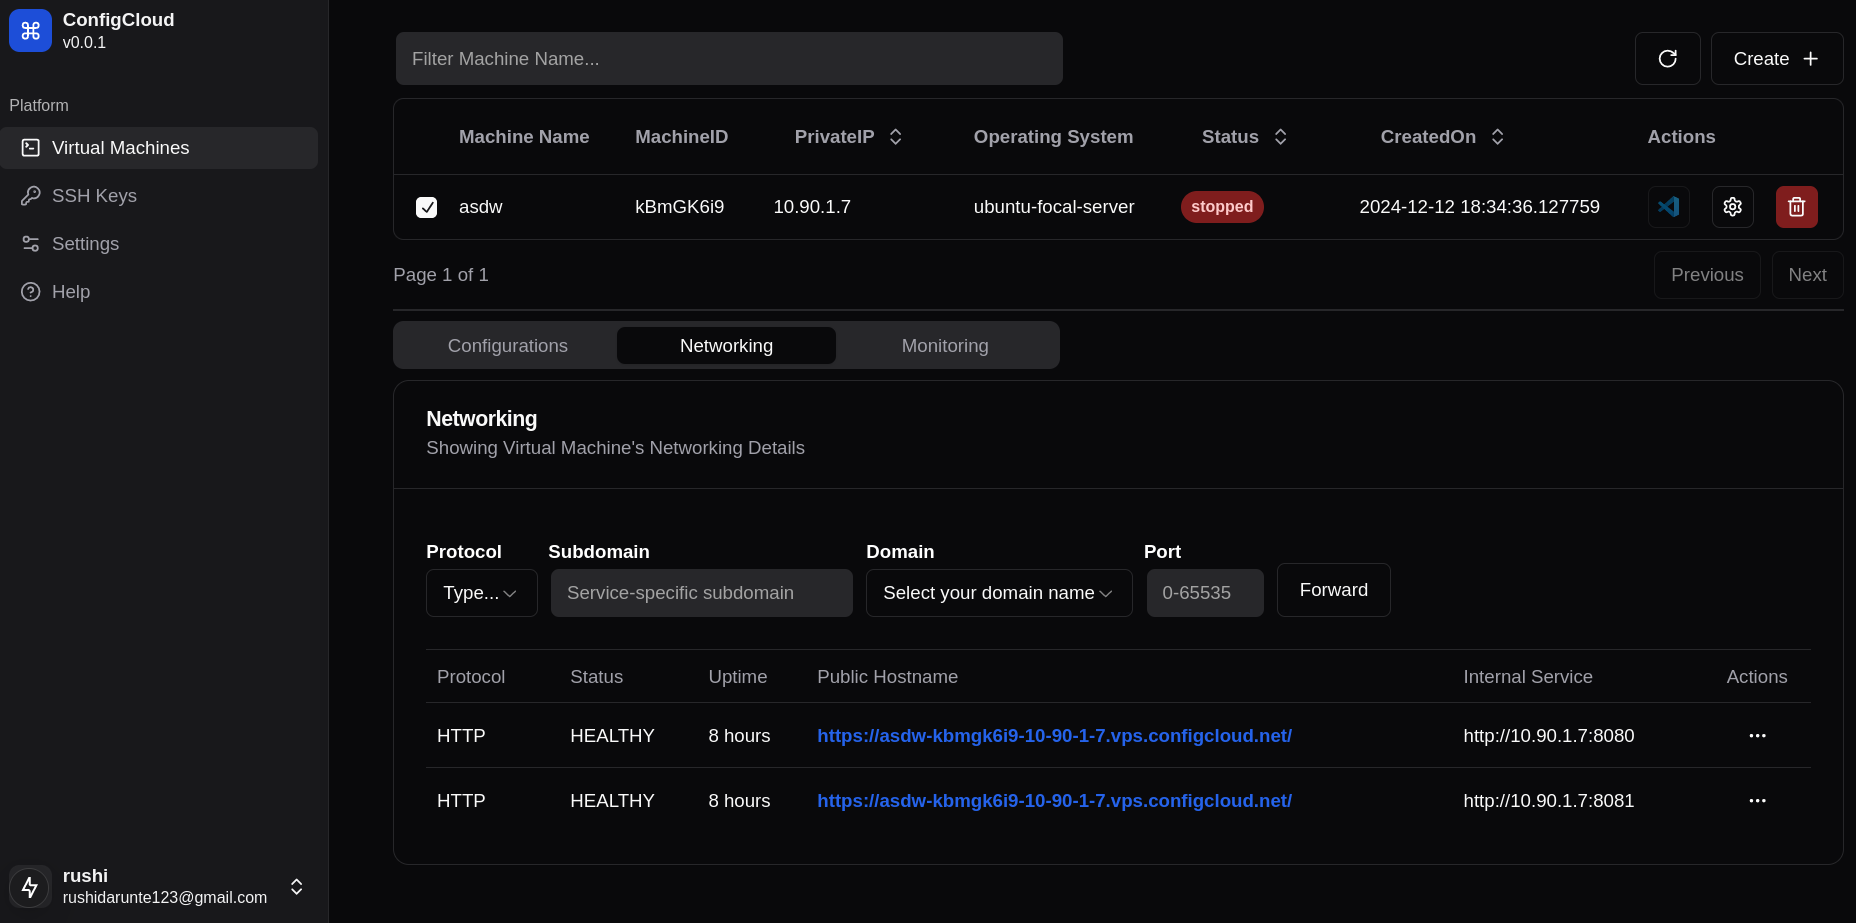 ConfigCloud
v0.0.1
Platform
Virtual Machines
SSH Keys
Settings
Help
rushi
rushidarunte123@gmail.com
Filter Machine Name...
Create
Machine Name MachineID PrivateIP Operating System Status CreatedOn Actions
asdw kBmGK6i9 10.90.1.7 ubuntu-focal-server stopped 2024-12-12 18:34:36.127759
Page 1 of 1 Previous Next
Configurations Networking Monitoring
Networking
Showing Virtual Machine's Networking Details
Protocol Subdomain Domain Port
Type... Service-specific subdomain Select your domain name 0-65535 Forward
Protocol Status Uptime Public Hostname Internal Service Actions
HTTP HEALTHY 8 hours https://asdw-kbmgk6i9-10-90-1-7.vps.configcloud.net/ http://10.90.1.7:8080
HTTP HEALTHY 8 hours https://asdw-kbmgk6i9-10-90-1-7.vps.configcloud.net/ http://10.90.1.7:8081